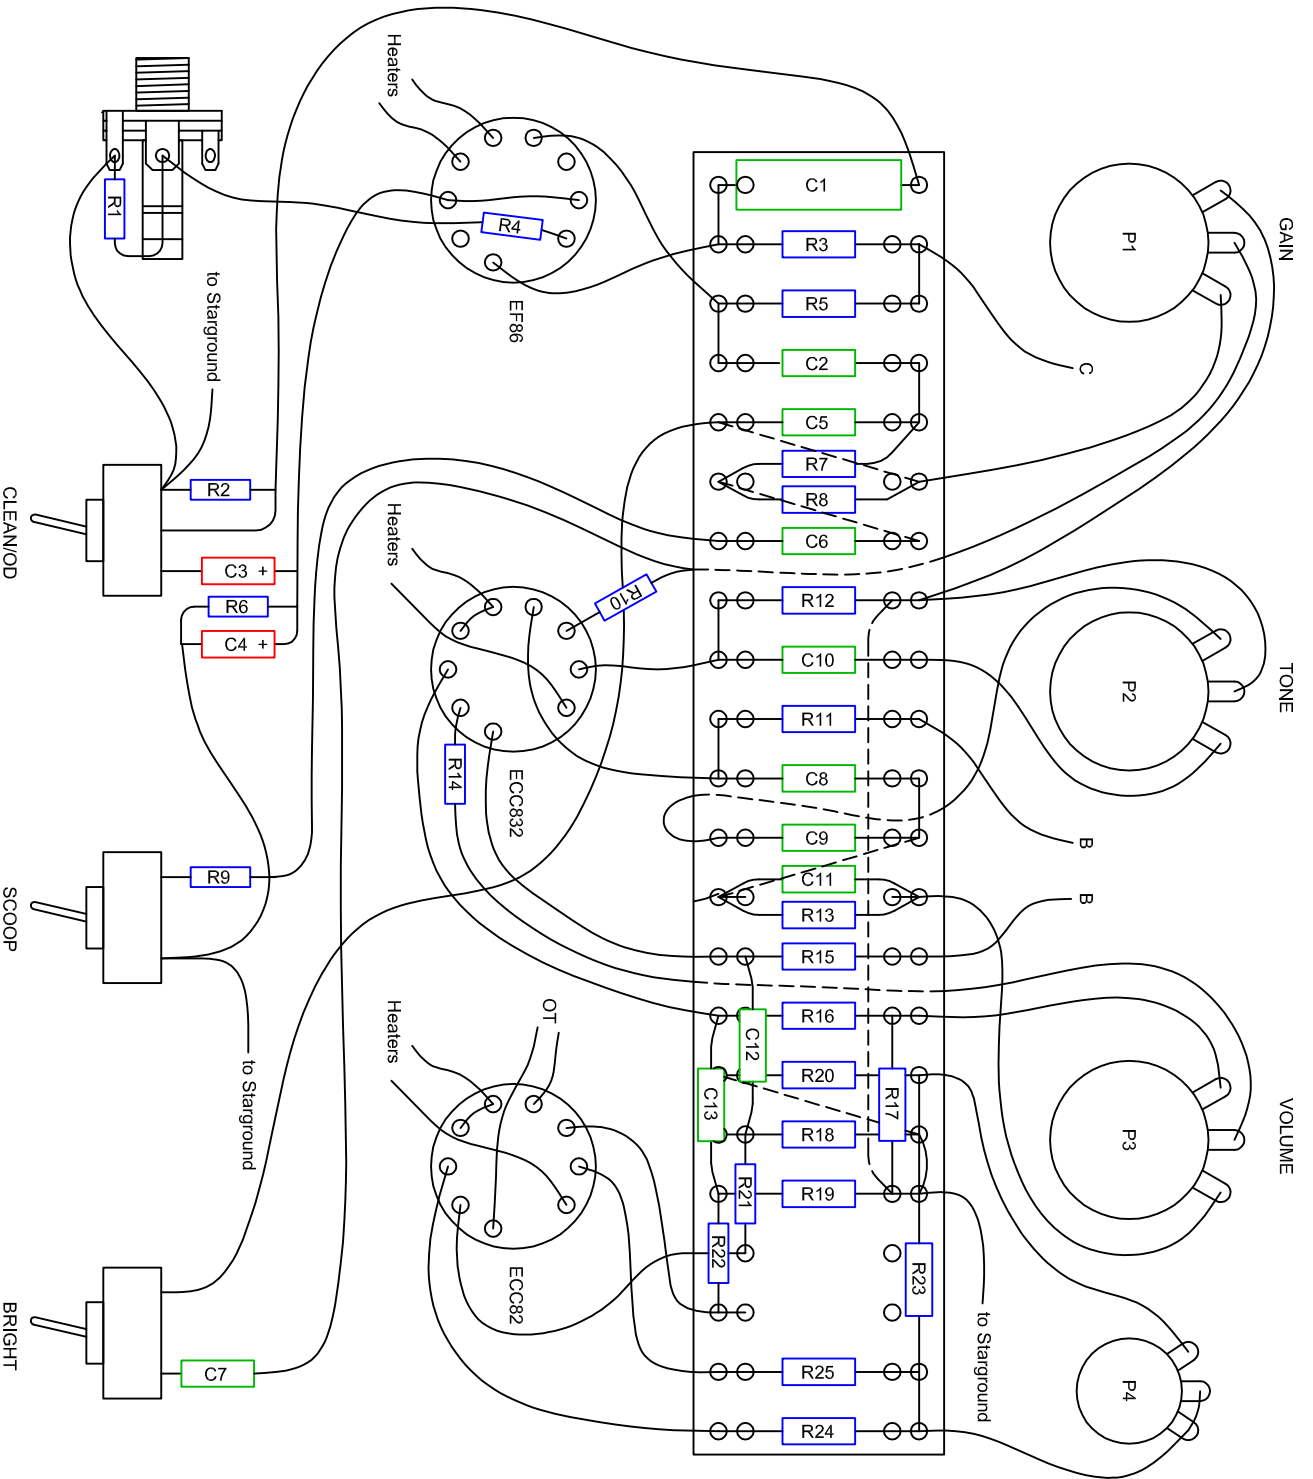 Heaters
GAIN
P1
C1
R1
R4
R3
to Starground
EF86
R5
C2
C
C5
R7
R8
R2
CLEAN/OD
Heaters
C6
C3 +
R6
R10
R12
C4 +
C10
TONE
P2
R11
R14
ECC832
C8
C9
B
R9
SCOOP
C11
B
R13
R15
OT
Heaters
R16
C12
to Starground
R20
C13
R17
R18
P3
VOLUME
R21
R19
R22
R23
ECC82
to Starground
BRIGHT
C7
R25
P4
R24